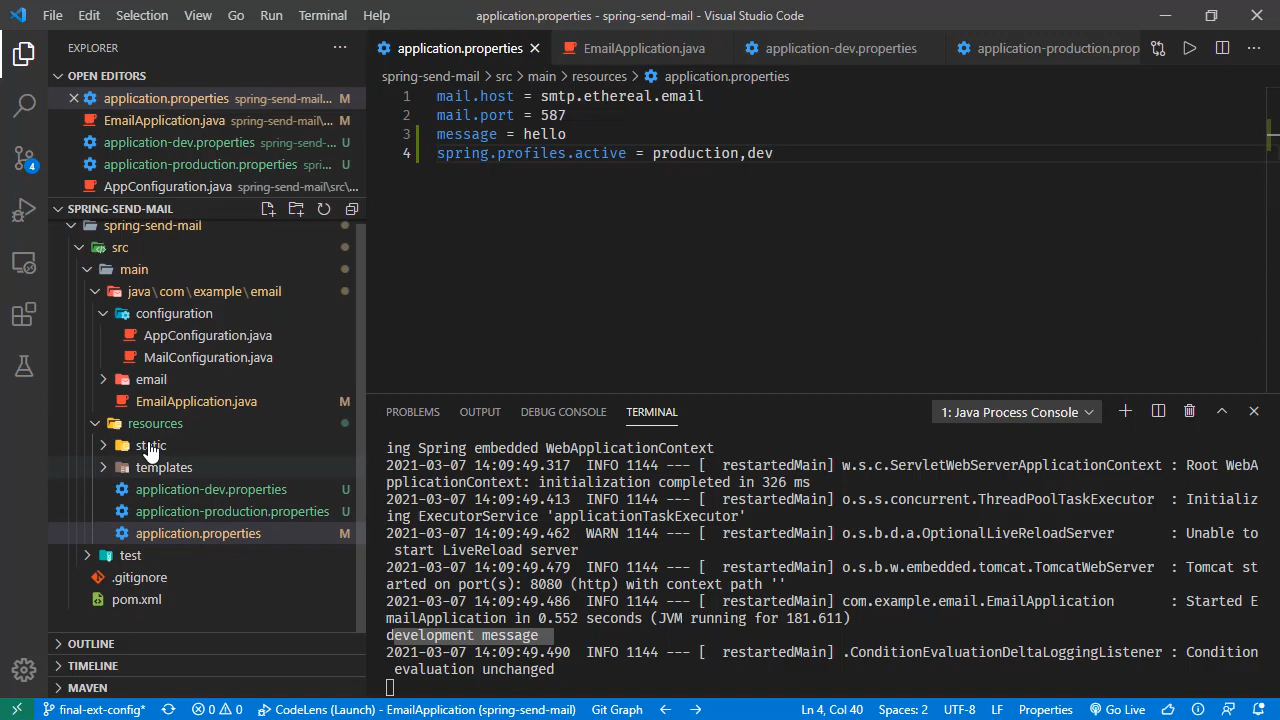 File Edit Selection View Go Run Terminal Help
application.properties - spring-send-mail - Visual Studio Code
EXPLORER
OPEN EDITORS
application.properties spring-send-mail... M
EmailApplication.java spring-send-mail\... M
application-dev.properties spring-send-... U
application-production.properties spri... U
AppConfiguration.java spring-send-mail\src\...
SPRING-SEND-MAIL
spring-send-mail
src
main
java\com\example\email
configuration
AppConfiguration.java
MailConfiguration.java
email
EmailApplication.java M
resources
static
templates
application-dev.properties U
application-production.properties U
application.properties M
test
.gitignore
pom.xml
OUTLINE
TIMELINE
MAVEN
4
application.properties EmailApplication.java application-dev.properties application-production.prop
spring-send-mail > src > main > resources > application.properties
1 mail.host = smtp.ethereal.email
2 mail.port = 587
3 message = hello
4 spring.profiles.active = production,dev
PROBLEMS OUTPUT DEBUG CONSOLE TERMINAL 1: Java Process Console
ing Spring embedded WebApplicationContext
2021-03-07 14:09:49.317 INFO 1144 --- [ restartedMain] w.s.c.ServletWebServerApplicationContext : Root WebA
pplicationContext: initialization completed in 326 ms
2021-03-07 14:09:49.413 INFO 1144 --- [ restartedMain] o.s.s.concurrent.ThreadPoolTaskExecutor : Initializ
ing ExecutorService 'applicationTaskExecutor'
2021-03-07 14:09:49.462 WARN 1144 --- [ restartedMain] o.s.b.d.a.OptionalLiveReloadServer : Unable to
start LiveReload server
2021-03-07 14:09:49.479 INFO 1144 --- [ restartedMain] o.s.b.w.embedded.tomcat.TomcatWebServer : Tomcat st
arted on port(s): 8080 (http) with context path ''
2021-03-07 14:09:49.486 INFO 1144 --- [ restartedMain] com.example.email.EmailApplication : Started E
mailApplication in 0.552 seconds (JVM running for 181.611)
development message
2021-03-07 14:09:49.490 INFO 1144 --- [ restartedMain] .ConditionEvaluationDeltaLoggingListener : Condition
evaluation unchanged
final-ext-config* 0 0 CodeLens (Launch) - EmailApplication (spring-send-mail) Git Graph Ln 4, Col 40 Spaces: 2 UTF-8 LF Properties Go Live